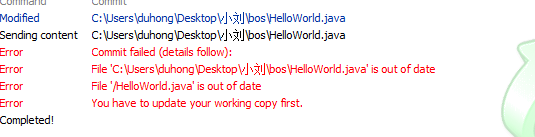 Command Commit
Modified C:\Users\duhong\Desktop\小刘\bos\HelloWorld.java
Sending content C:\Users\duhong\Desktop\小刘\bos\HelloWorld.java
Error Commit failed (details follow):
Error File 'C:\Users\duhong\Desktop\小刘\bos\HelloWorld.java' is out of date
Error File '/HelloWorld.java' is out of date
Error You have to update your working copy first.
Completed!